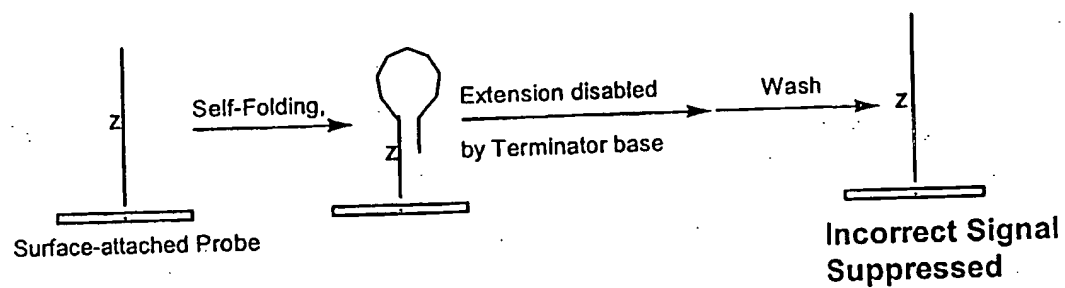 Z
Self-Folding,
Z
Extension disabled
by Terminator base
Wash
Z
Surface-attached Probe
Incorrect Signal
Suppressed